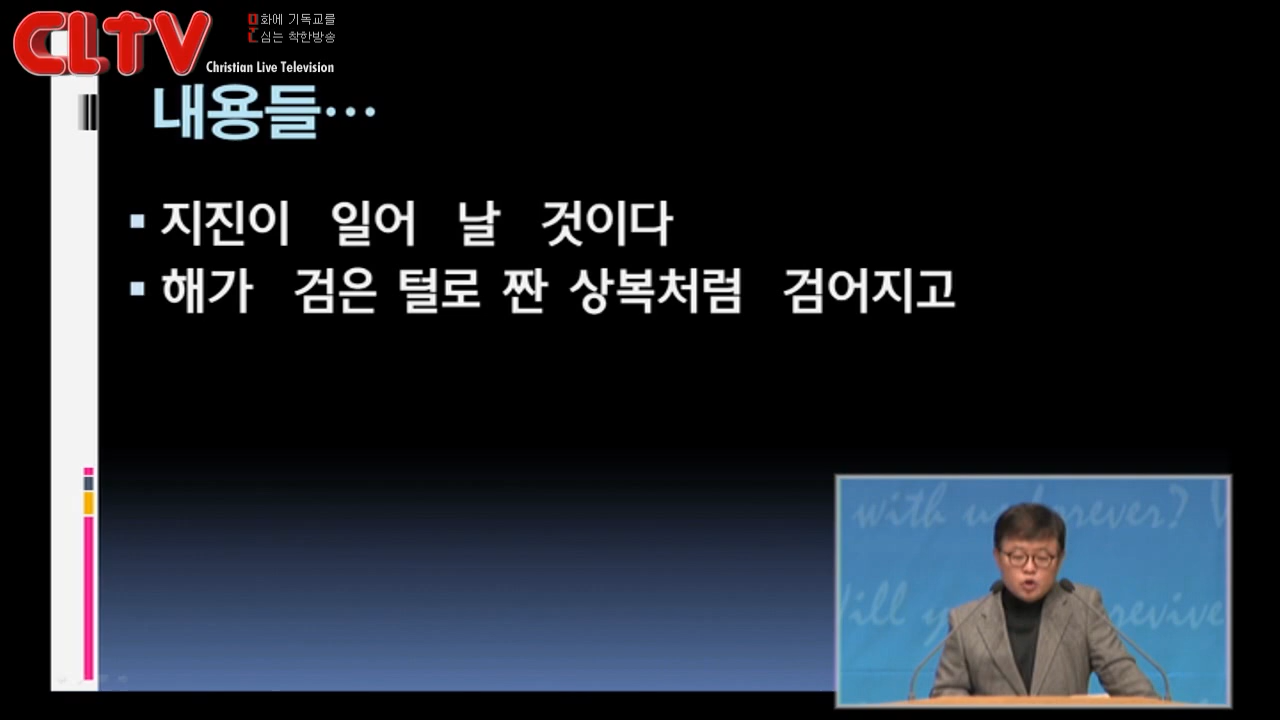 CLTV
문화에 기독교를
심는 착한방송
Christian Live Television
내용들…
지진이 일어 날 것이다
해가 검은 털로 짠 상복처럼 검어지고
with